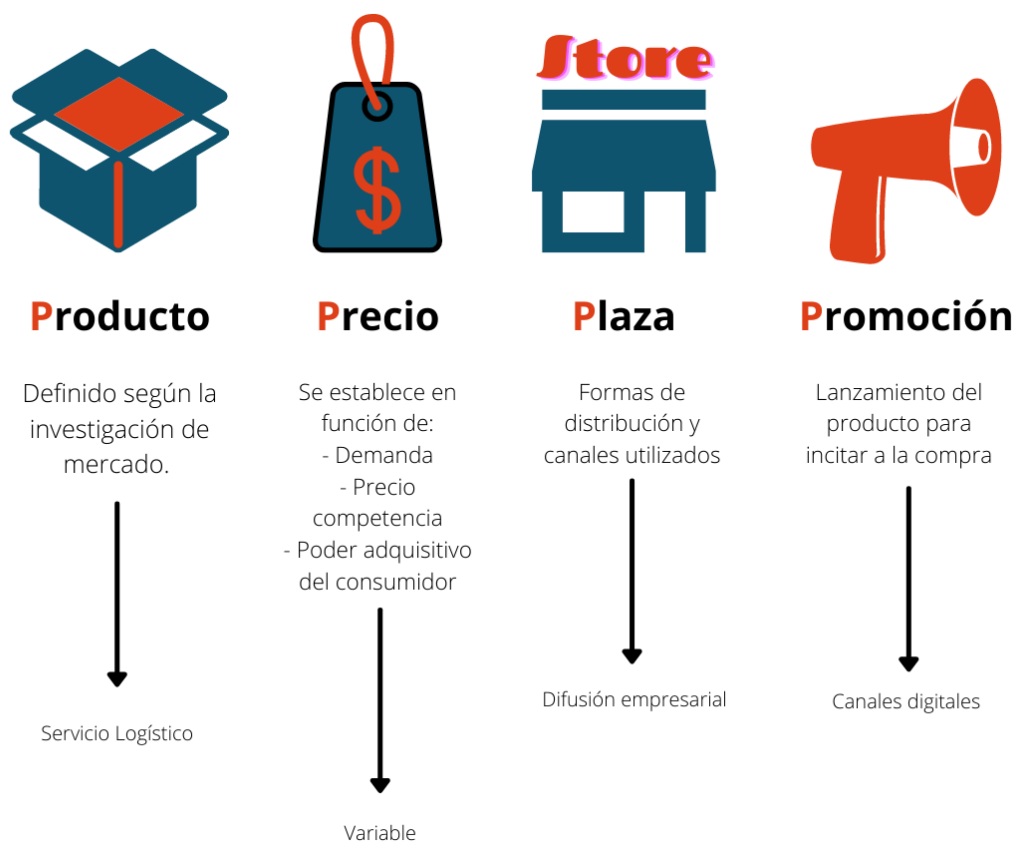 Store
$
Producto
Definido según la
investigación de
mercado.
Servicio Logístico
Precio
Se establece en
función de:
- Demanda
- Precio
competencia
- Poder adquisitivo
del consumidor
Variable
Plaza
Formas de
distribución y
canales utilizados
Difusión empresarial
Promoción
Lanzamiento del
producto para
incitar a la compra
Canales digitales